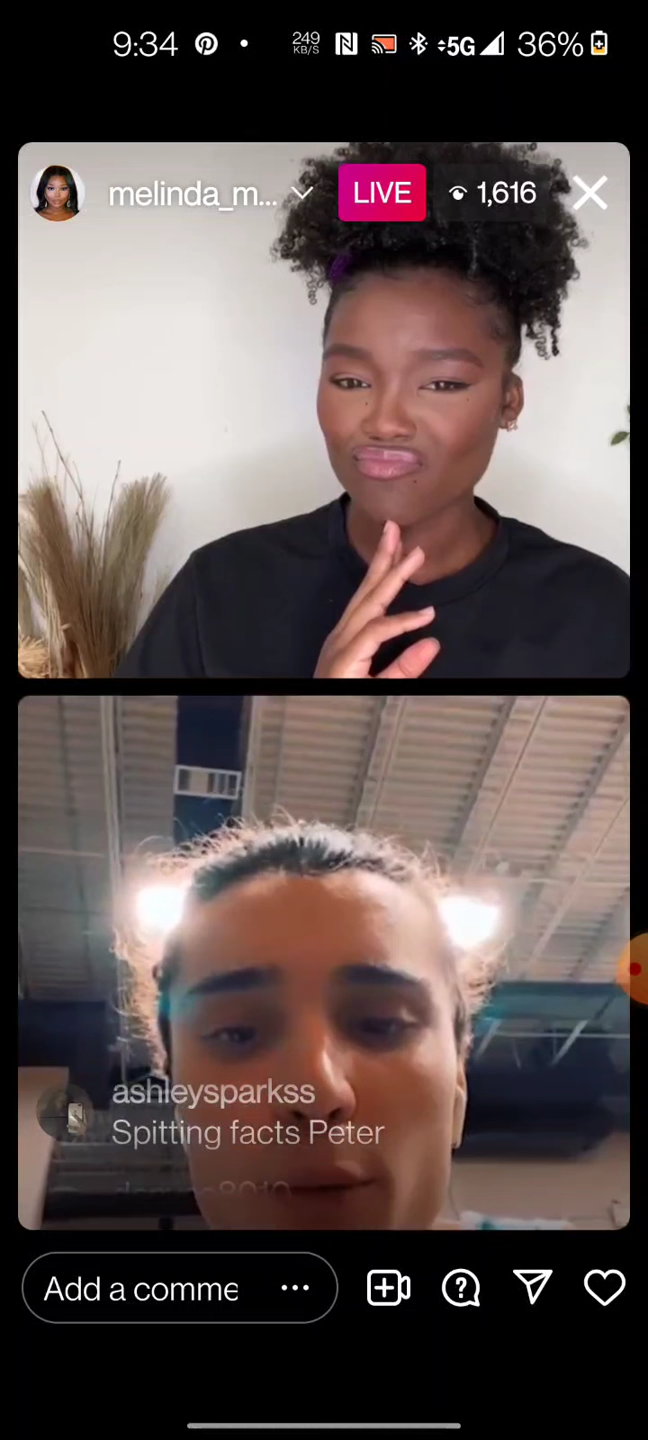 9:34
249
KB/S
5G
36%
melinda_m...
LIVE
1,616
ashleysparkss
Spitting facts Peter
Add a comme